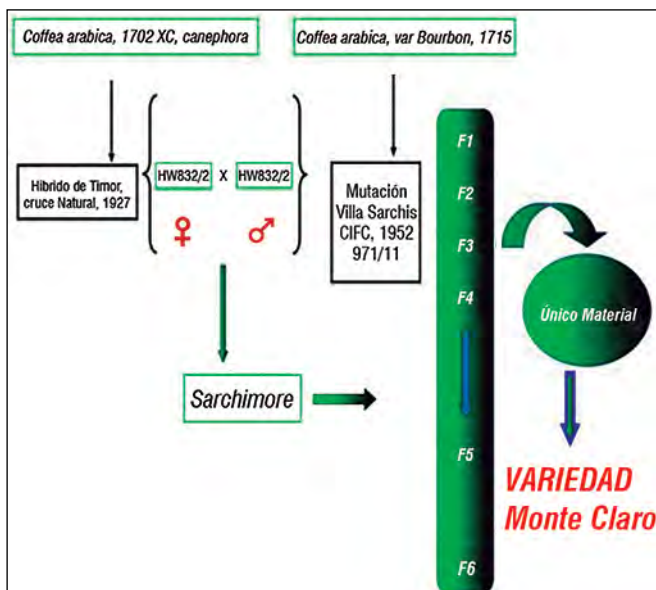 Coffea arabica, 1702 XC, canephora
Coffea arabica, var Bourbon, 1715
Hibrido de Timor,
cruce Natural, 1927
HW832/2 X HW832/2
♀ ♂
Mutación
Villa Sarchis
CIFC, 1952
971/11
Sarchimore
F1
F2
F3
F4
F5
F6
Único Material
VARIEDAD
Monte Claro